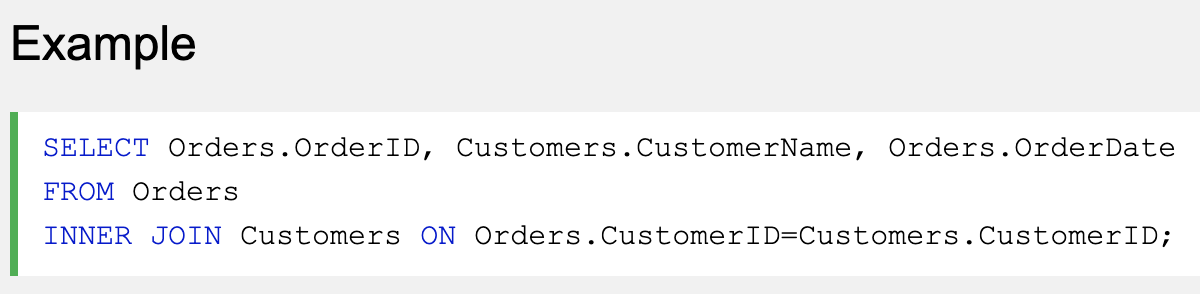 Example
SELECT Orders.OrderID, Customers.CustomerName, Orders.OrderDate
FROM Orders
INNER JOIN Customers ON Orders.CustomerID=Customers.CustomerID;